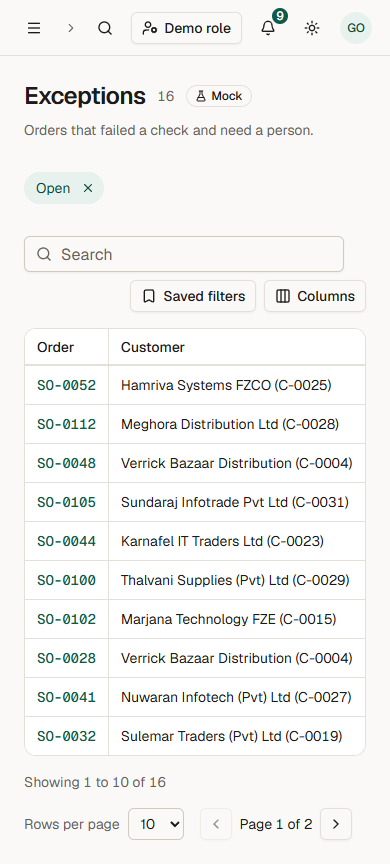 Demo role
9
GO
Exceptions 16 Mock
Orders that failed a check and need a person.
Open
Search
Saved filters Columns
Order Customer
SO-0052 Hamriva Systems FZCO (C-0025)
SO-0112 Meghora Distribution Ltd (C-0028)
SO-0048 Verrick Bazaar Distribution (C-0004)
SO-0105 Sundaraj Infotrade Pvt Ltd (C-0031)
SO-0044 Karnafel IT Traders Ltd (C-0023)
SO-0100 Thalvani Supplies (Pvt) Ltd (C-0029)
SO-0102 Marjana Technology FZE (C-0015)
SO-0028 Verrick Bazaar Distribution (C-0004)
SO-0041 Nuwaran Infotech (Pvt) Ltd (C-0027)
SO-0032 Sulemar Traders (Pvt) Ltd (C-0019)
Showing 1 to 10 of 16
Rows per page 10 Page 1 of 2